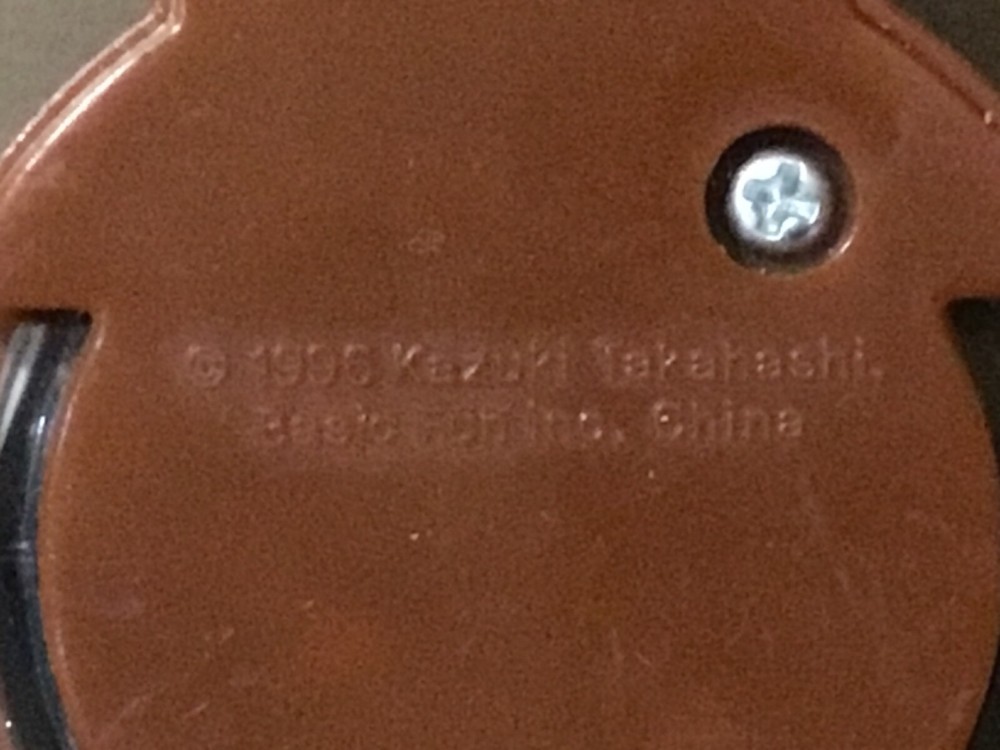 © 1996 Kazuki Takahashi.
Basic Fun Inc. China